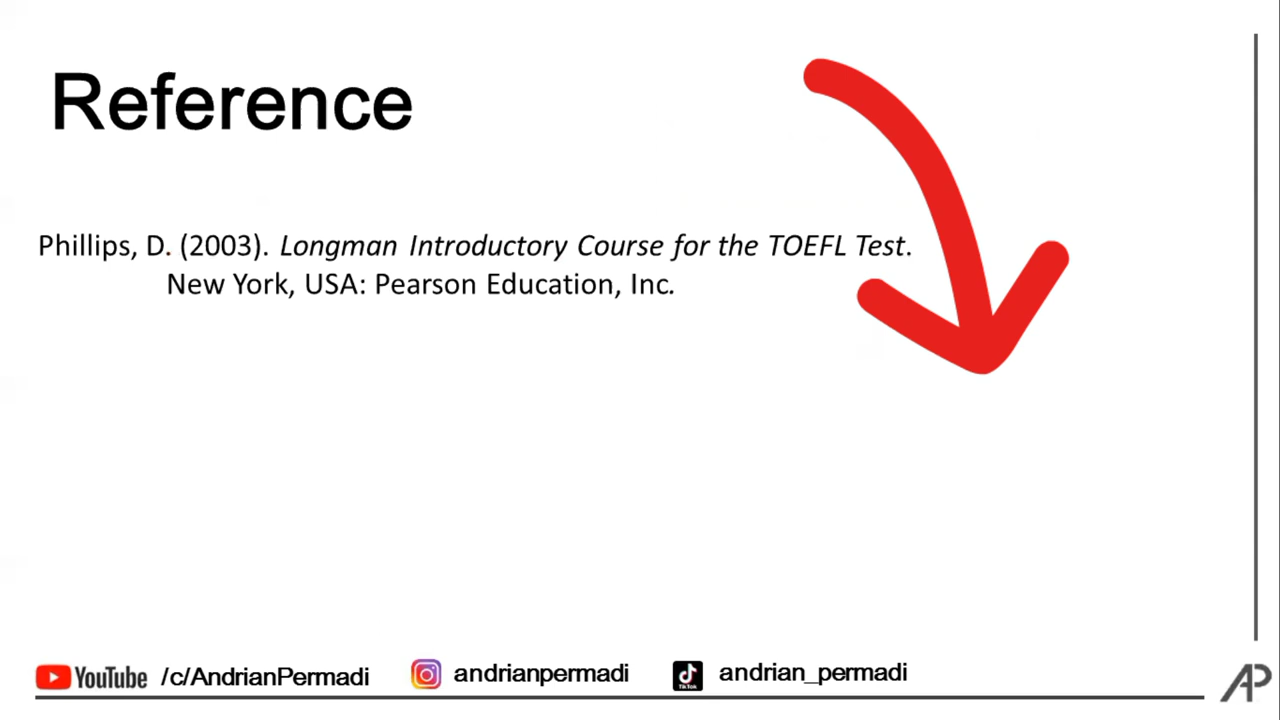 Reference
Phillips, D. (2003). Longman Introductory Course for the TOEFL Test.
New York, USA: Pearson Education, Inc.
YouTube /c/AndrianPermadi andrianpermadi TikTok andrian_permadi
AP